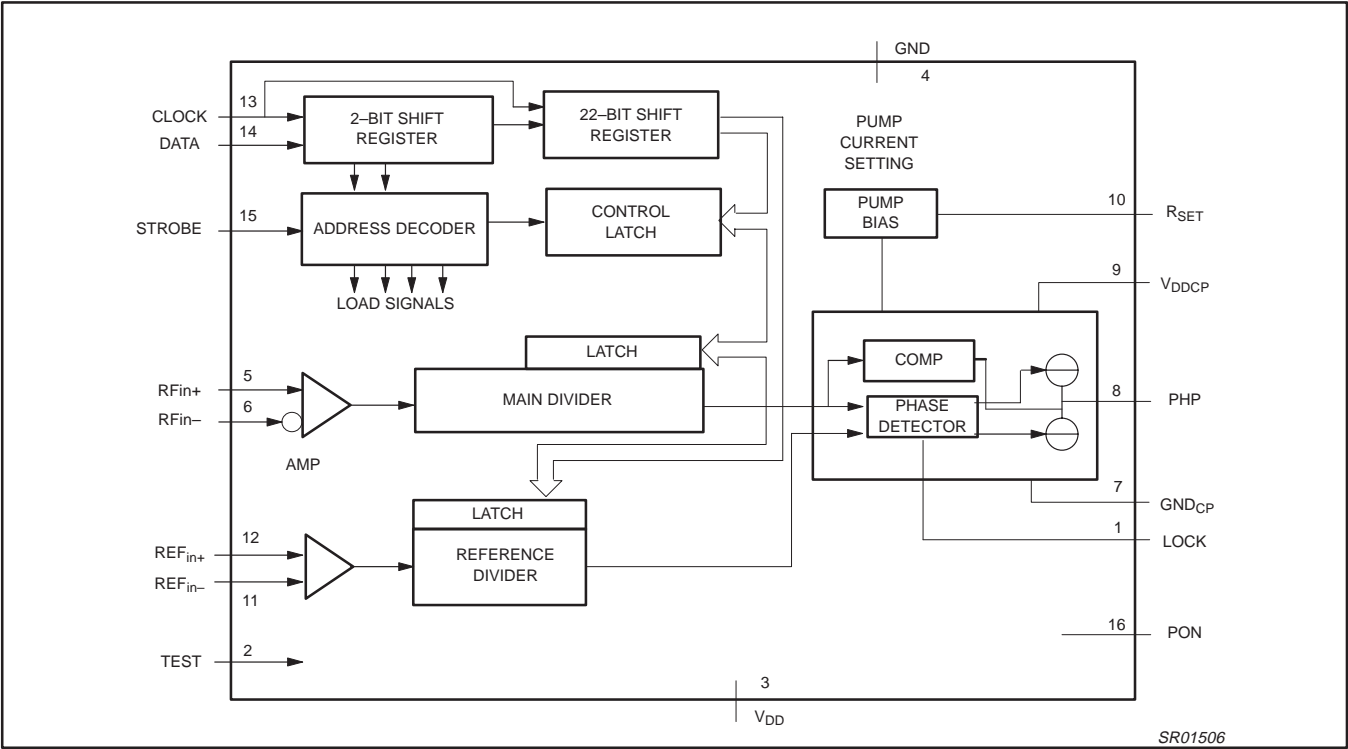 GND
4
CLOCK
13
DATA
14
2–BIT SHIFT
REGISTER
22–BIT SHIFT
REGISTER
PUMP
CURRENT
SETTING
STROBE
15
ADDRESS DECODER
CONTROL
LATCH
PUMP
BIAS
10
RSET
LOAD SIGNALS
9
VDDCP
LATCH
COMP
RFin+
5
RFin–
6
AMP
MAIN DIVIDER
PHASE
DETECTOR
8
PHP
7
GNDCP
LATCH
1
LOCK
REFin+
12
REFin–
11
REFERENCE
DIVIDER
16
PON
TEST
2
3
VDD
SR01506